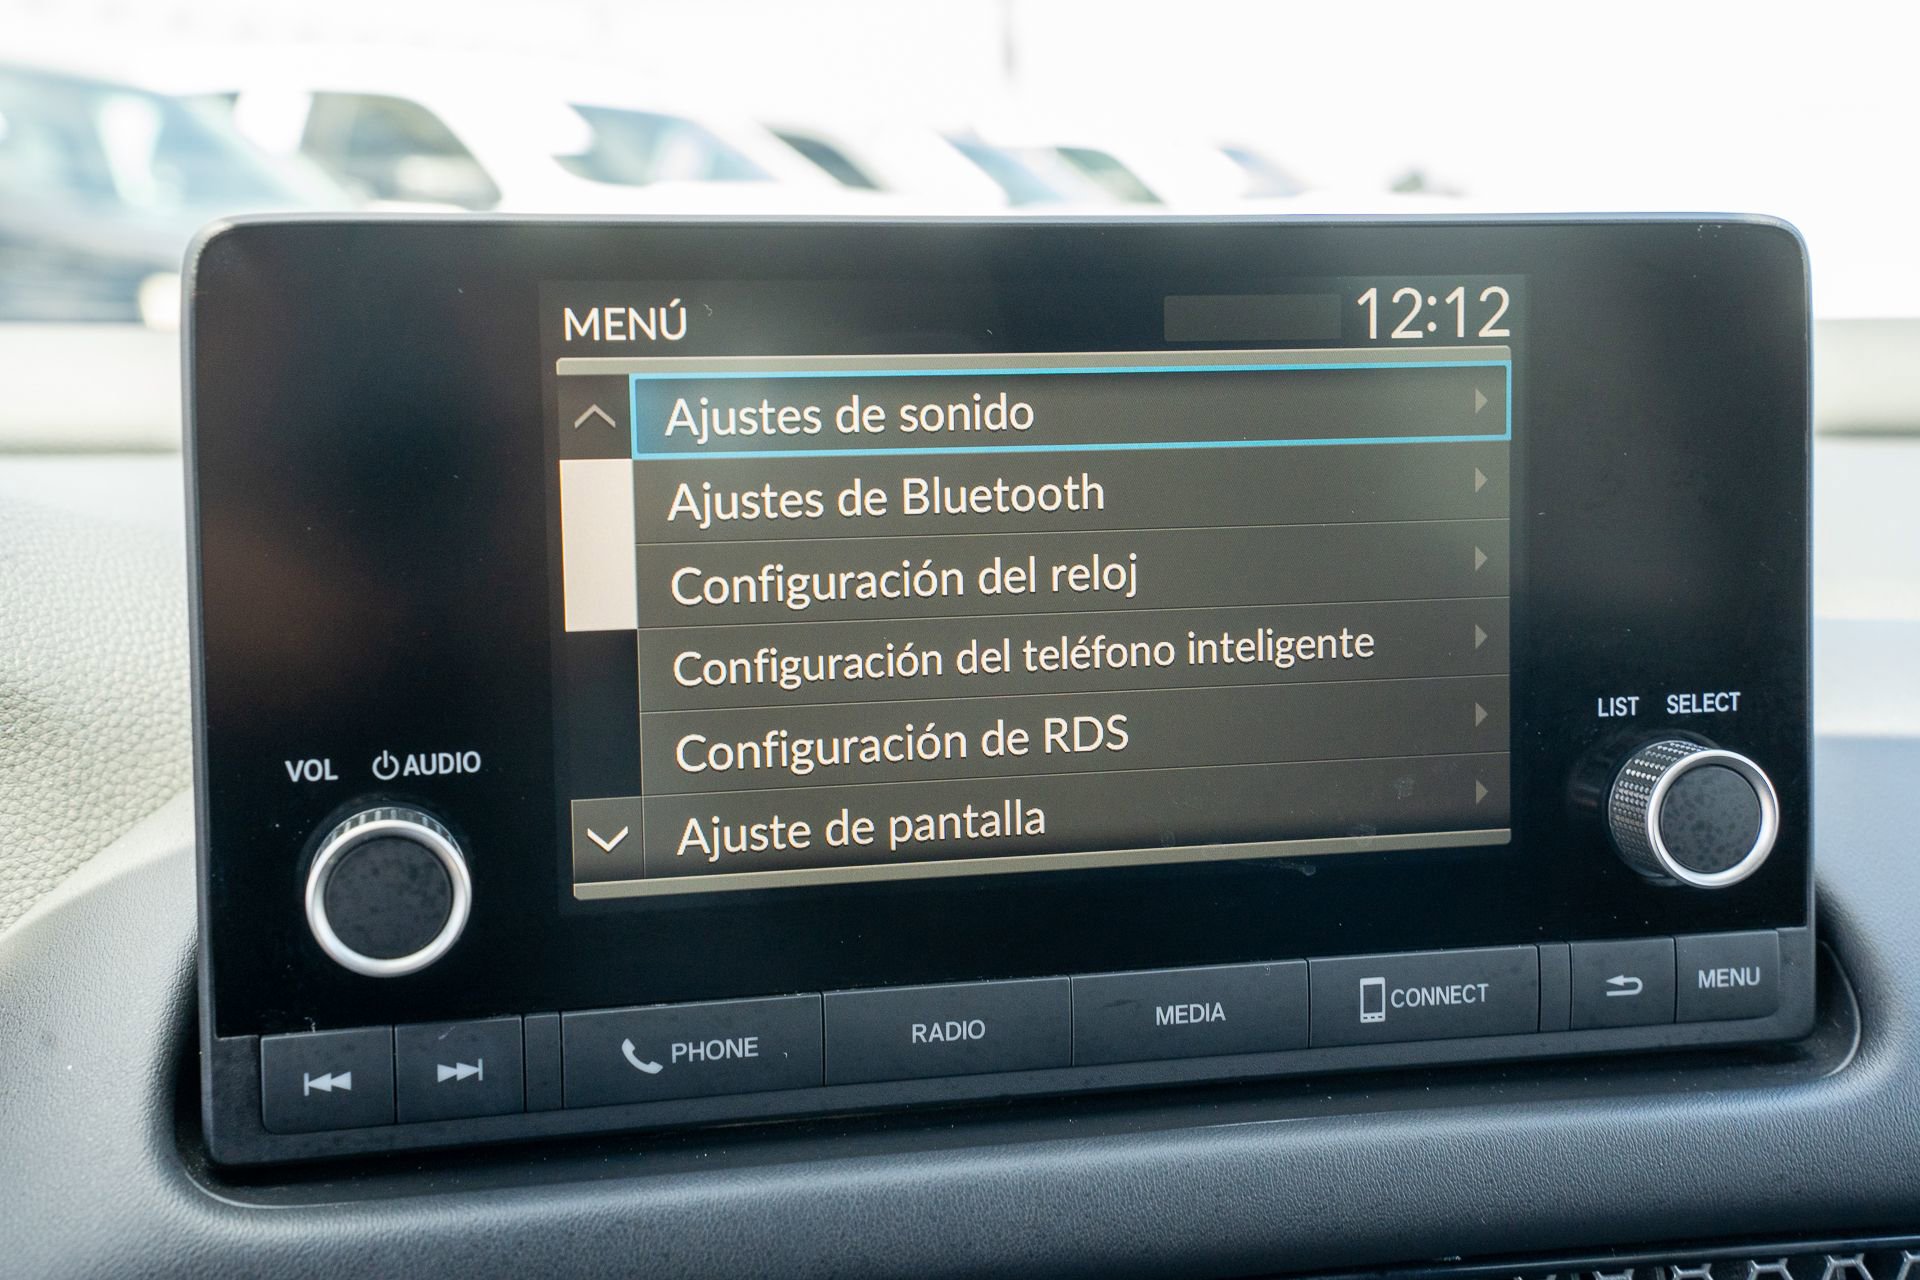 MENÚ 12:12
Ajustes de sonido
Ajustes de Bluetooth
Configuración del reloj
Configuración del teléfono inteligente
Configuración de RDS
Ajuste de pantalla
VOL AUDIO
LIST SELECT
PHONE RADIO MEDIA CONNECT MENU